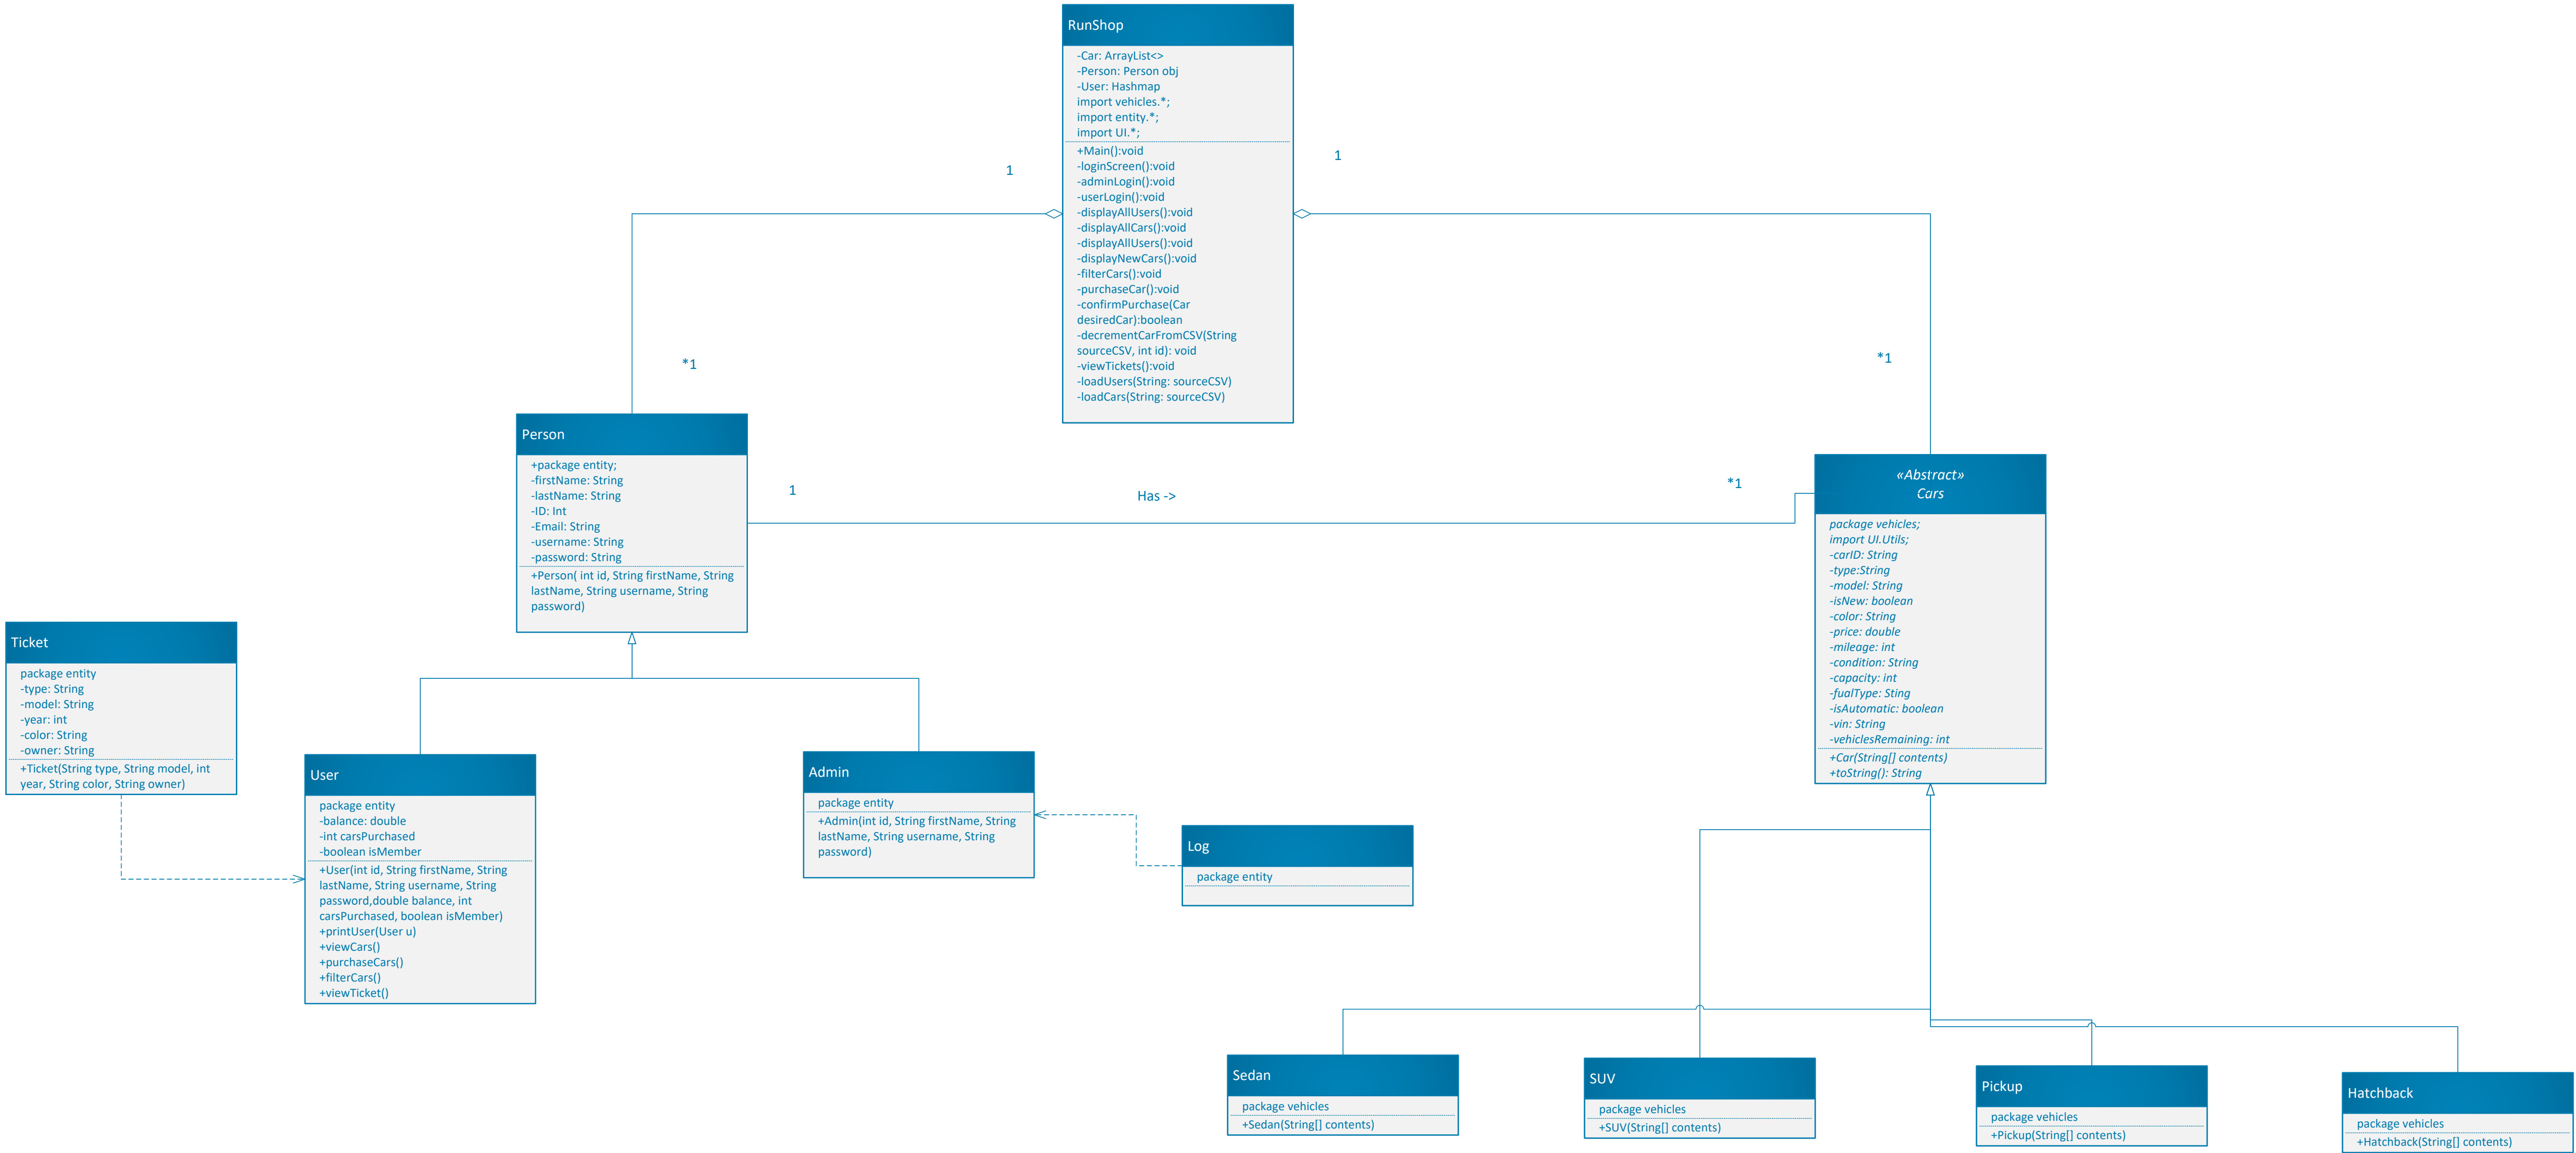 RunShop
-Car: ArrayList<>
-Person: Person obj
-User: Hashmap
import vehicles.*;
import entity.*;
import UI.*;
+Main():void
-loginScreen():void
-adminLogin():void
-userLogin():void
-displayAllUsers():void
-displayAllCars():void
-displayAllUsers():void
-displayNewCars():void
-filterCars():void
-purchaseCar():void
-confirmPurchase(Car
desiredCar):boolean
-decrementCarFromCSV(String
sourceCSV, int id): void
-viewTickets():void
-loadUsers(String: sourceCSV)
-loadCars(String: sourceCSV)
1
1
*1
*1
Person
+package entity;
-firstName: String
-lastName: String
-ID: Int
-Email: String
-username: String
-password: String
+Person( int id, String firstName, String
lastName, String username, String
password)
1
Has ->
*1
«Abstract»
Cars
package vehicles;
import UI.Utils;
-carID: String
-type:String
-model: String
-isNew: boolean
-color: String
-price: double
-mileage: int
-condition: String
-capacity: int
-fualType: Sting
-isAutomatic: boolean
-vin: String
-vehiclesRemaining: int
+Car(String[] contents)
+toString(): String
Ticket
package entity
-type: String
-model: String
-year: int
-color: String
-owner: String
+Ticket(String type, String model, int
year, String color, String owner)
User
package entity
-balance: double
-int carsPurchased
-boolean isMember
+User(int id, String firstName, String
lastName, String username, String
password,double balance, int
carsPurchased, boolean isMember)
+printUser(User u)
+viewCars()
+purchaseCars()
+filterCars()
+viewTicket()
Admin
package entity
+Admin(int id, String firstName, String
lastName, String username, String
password)
Log
package entity
Sedan
package vehicles
+Sedan(String[] contents)
SUV
package vehicles
+SUV(String[] contents)
Pickup
package vehicles
+Pickup(String[] contents)
Hatchback
package vehicles
+Hatchback(String[] contents)